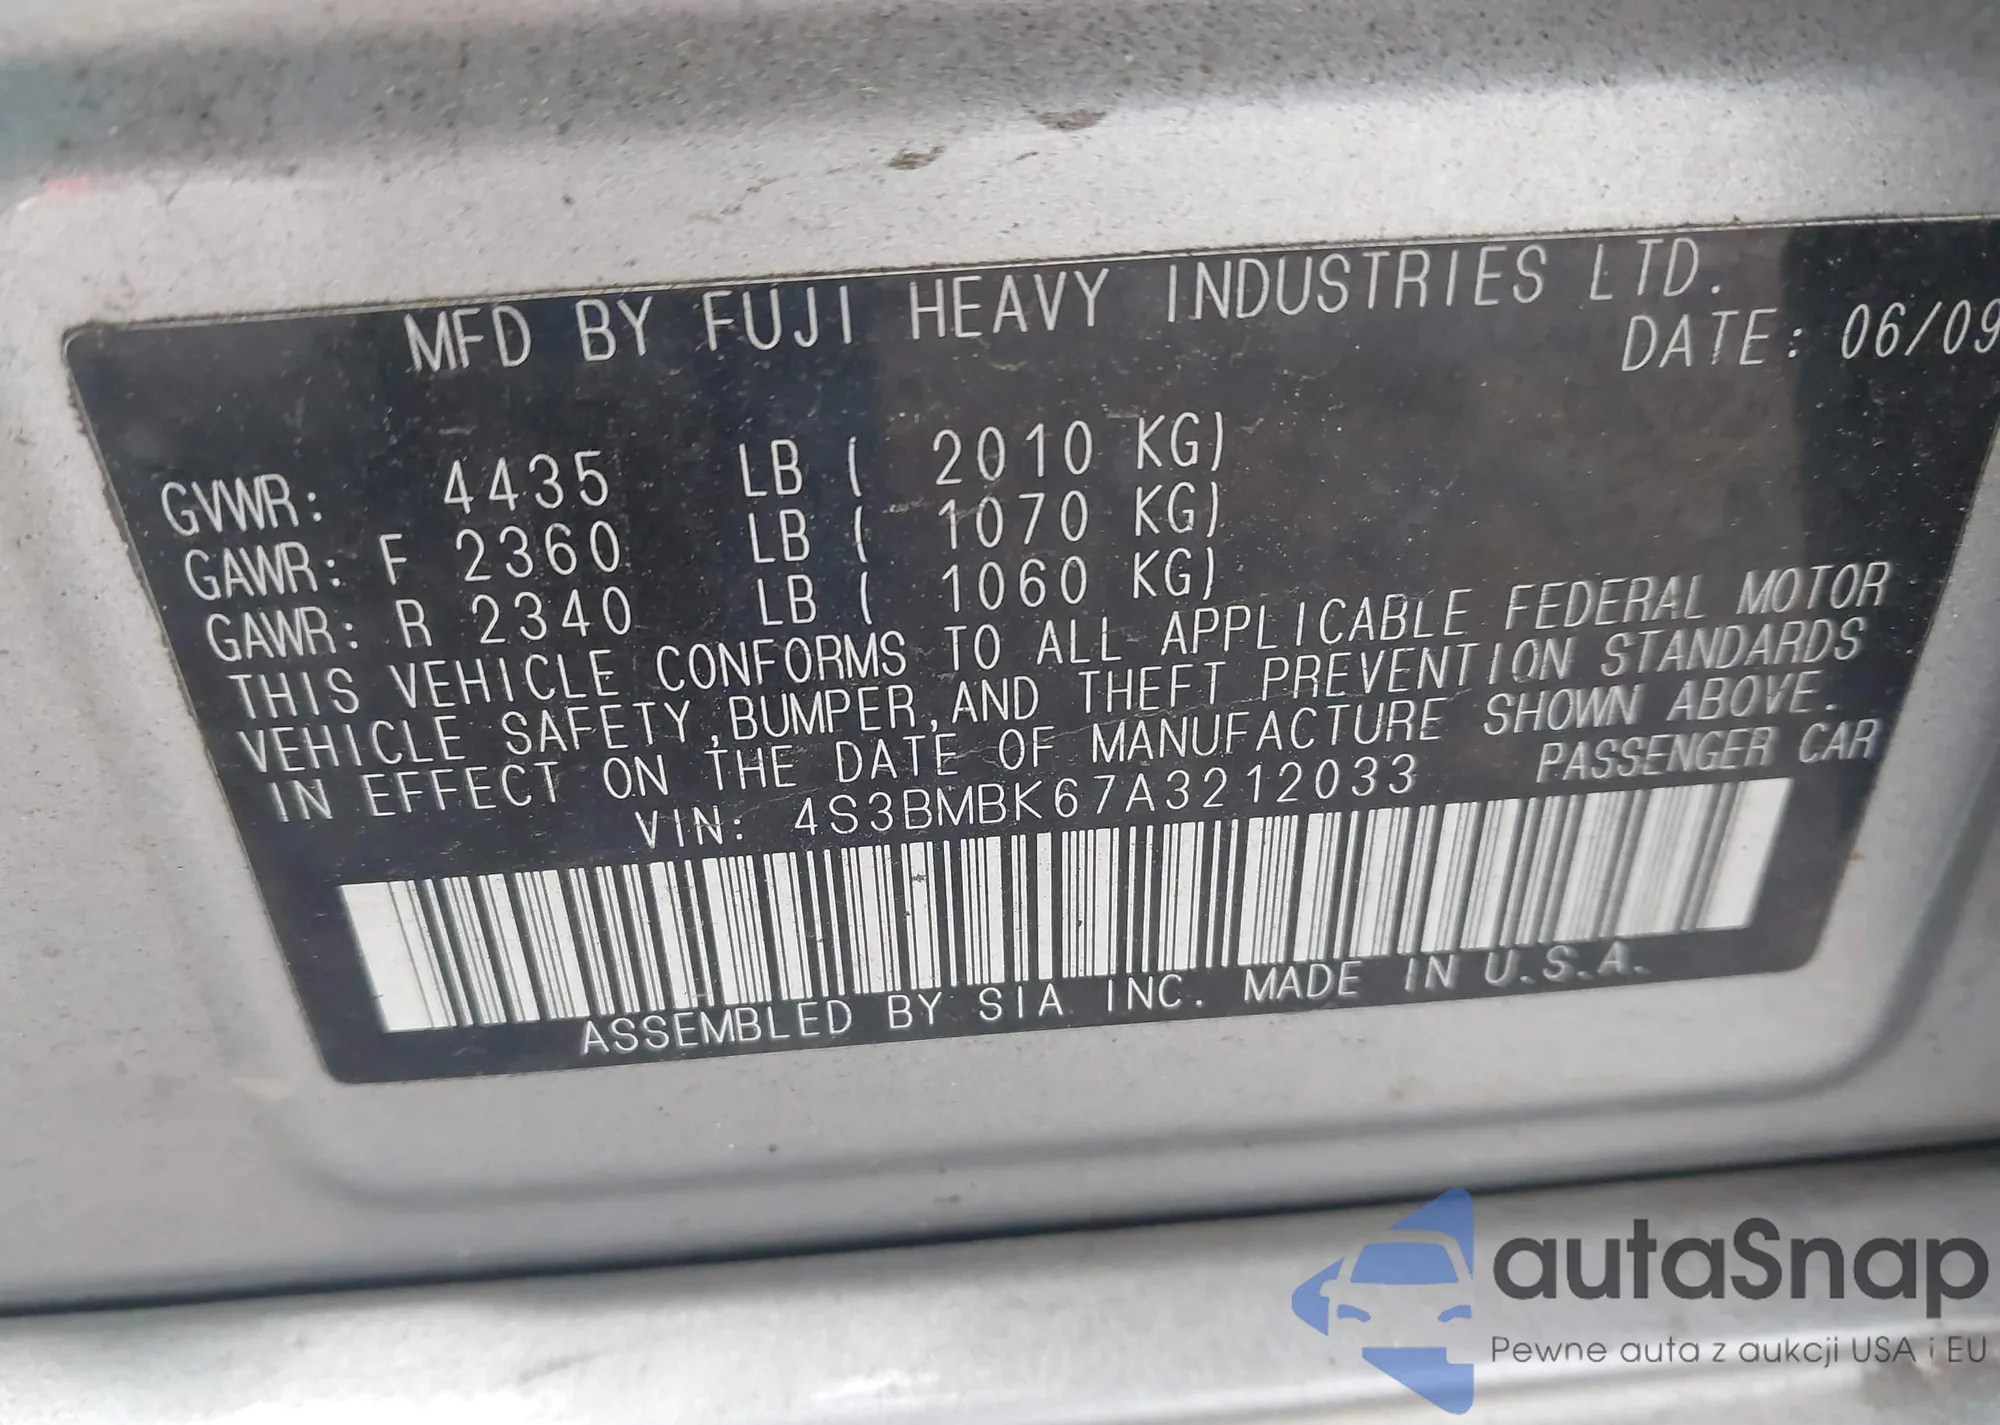 MFD BY FUJI HEAVY INDUSTRIES LTD.
DATE: 06/09
GVWR: 4435 LB ( 2010 KG)
GAWR: F 2360 LB ( 1070 KG)
GAWR: R 2340 LB ( 1060 KG)
THIS VEHICLE CONFORMS TO ALL APPLICABLE FEDERAL MOTOR
VEHICLE SAFETY,BUMPER,AND THEFT PREVENTION STANDARDS
IN EFFECT ON THE DATE OF MANUFACTURE SHOWN ABOVE.
VIN: 4S3BMBK67A3212033 PASSENGER CAR
ASSEMBLED BY SIA INC. MADE IN U.S.A.
autaSnap
Pewne auta z aukcji USA i EU